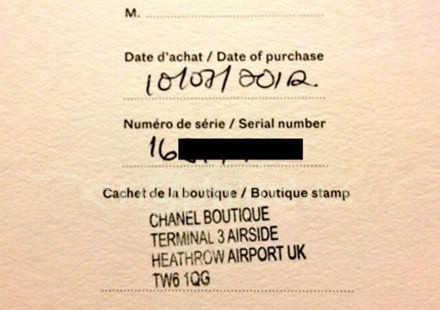 M.
Date d'achat / Date of purchase
10/07/2012.
Numéro de série / Serial number
16
Cachet de la boutique / Boutique stamp
CHANEL BOUTIQUE
TERMINAL 3 AIRSIDE
HEATHROW AIRPORT UK
TW6 1QG